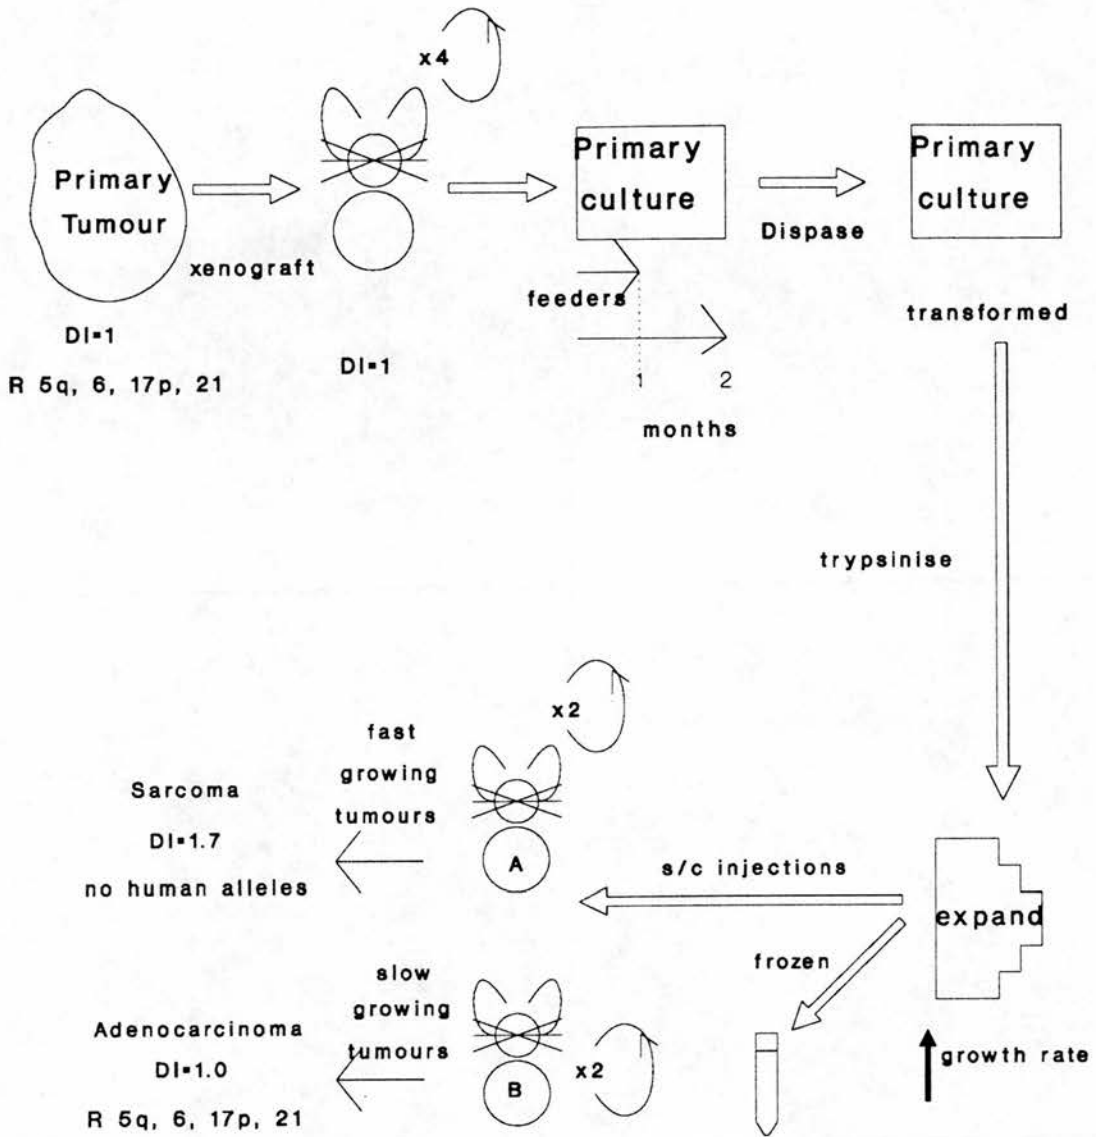 x4
Primary
Tumour
xenograft
DI=1
R 5q, 6, 17p, 21
DI=1
Primary
culture
feeders
1
2
months
Dispase
Primary
culture
transformed
trypsinise
expand
growth rate
s/c injections
frozen
x2
A
fast
growing
tumours
Sarcoma
DI=1.7
no human alleles
B
x2
slow
growing
tumours
Adenocarcinoma
DI=1.0
R 5q, 6, 17p, 21